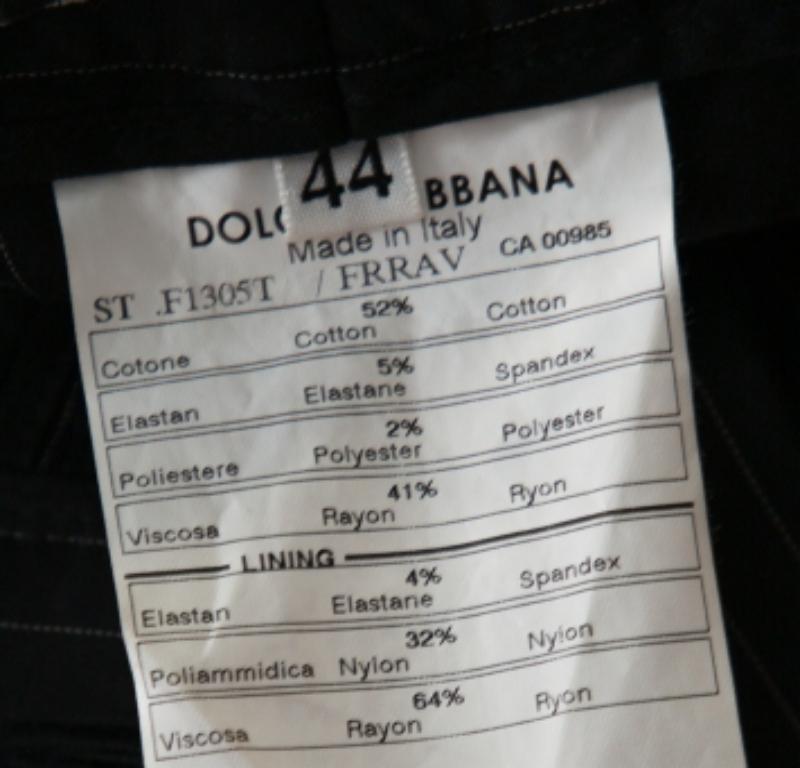 44
DOLC BBANA
Made in Italy
ST .F1305T / FRRAV CA 00985
52%
Cotone Cotton Cotton
5%
Elastan Elastane Spandex
2%
Poliestere Polyester Polyester
41%
Viscosa Rayon Ryon
LINING
4%
Elastan Elastane Spandex
32%
Poliammidica Nylon Nylon
64%
Viscosa Rayon Ryon